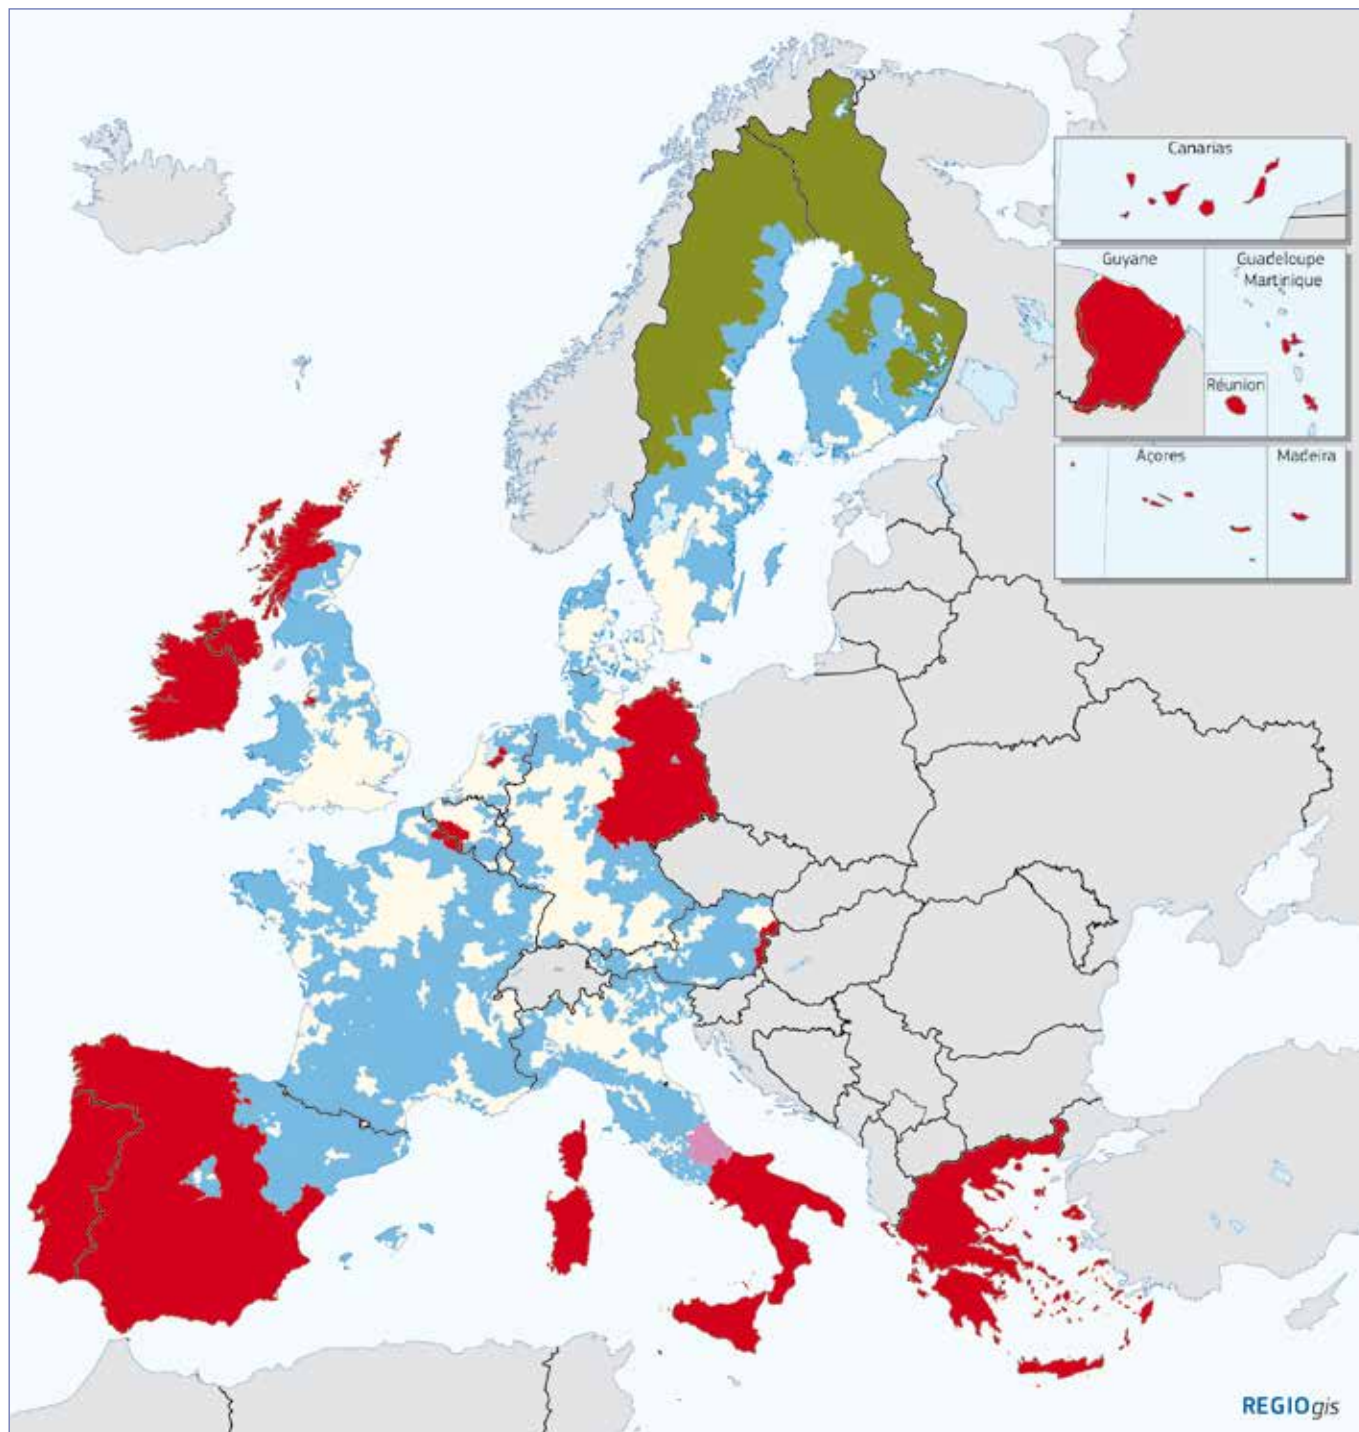 Canarias
Guyane
Guadeloupe
Martinique
Réunion
Açores
Madeira
REGIOgis